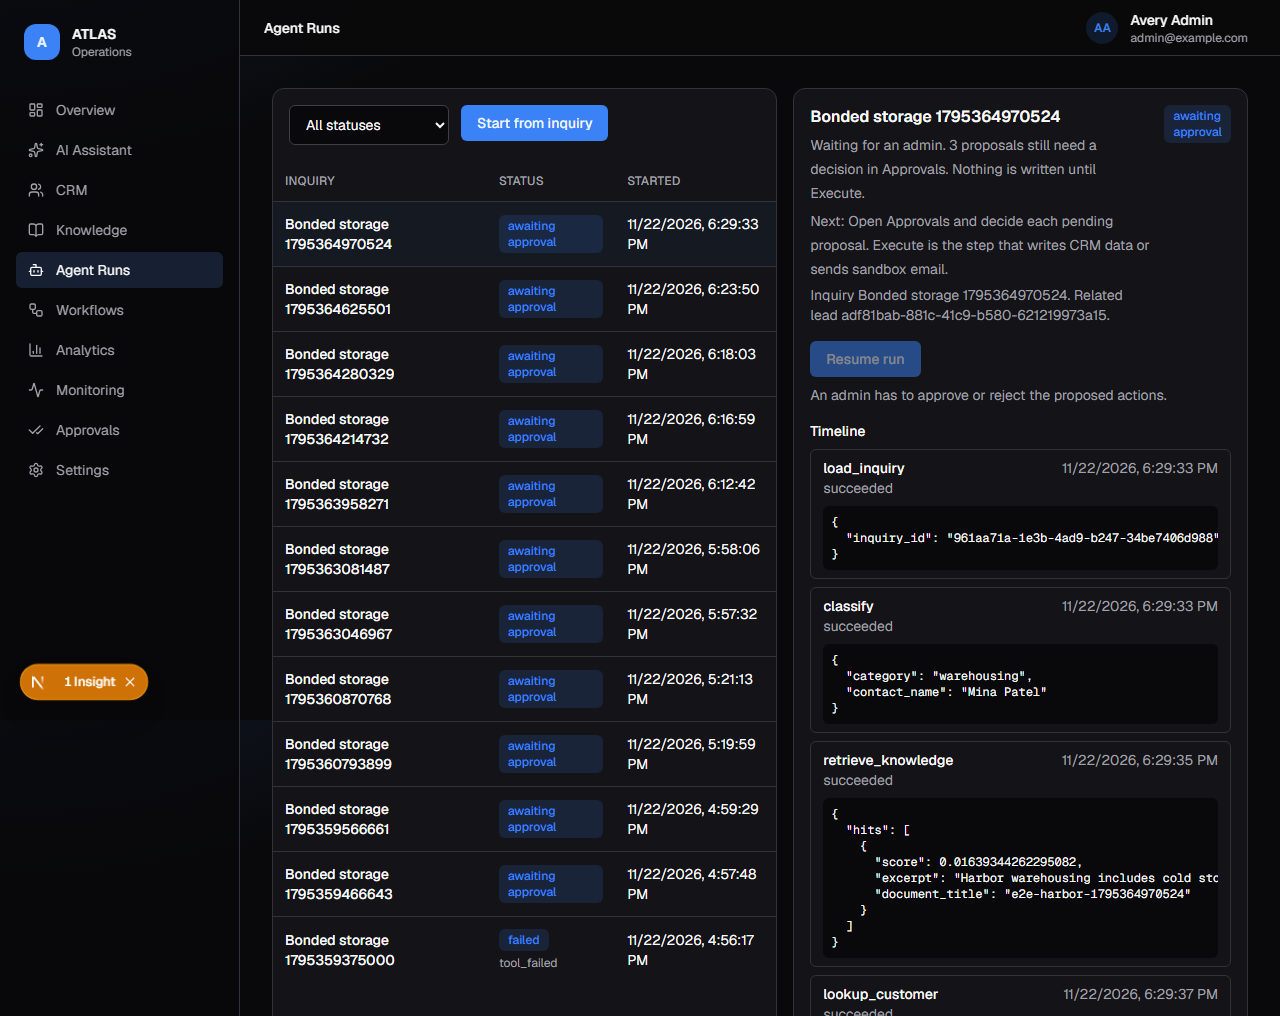 A
ATLAS
Operations
Overview
AI Assistant
CRM
Knowledge
Agent Runs
Workflows
Analytics
Monitoring
Approvals
Settings
1 Insight
Agent Runs
AA
Avery Admin
admin@example.com
All statuses
Start from inquiry
INQUIRY STATUS STARTED
Bonded storage 1795364970524 awaiting approval 11/22/2026, 6:29:33 PM
Bonded storage 1795364625501 awaiting approval 11/22/2026, 6:23:50 PM
Bonded storage 1795364280329 awaiting approval 11/22/2026, 6:18:03 PM
Bonded storage 1795364214732 awaiting approval 11/22/2026, 6:16:59 PM
Bonded storage 1795363958271 awaiting approval 11/22/2026, 6:12:42 PM
Bonded storage 1795363081487 awaiting approval 11/22/2026, 5:58:06 PM
Bonded storage 1795363046967 awaiting approval 11/22/2026, 5:57:32 PM
Bonded storage 1795360870768 awaiting approval 11/22/2026, 5:21:13 PM
Bonded storage 1795360793899 awaiting approval 11/22/2026, 5:19:59 PM
Bonded storage 1795359566661 awaiting approval 11/22/2026, 4:59:29 PM
Bonded storage 1795359466643 awaiting approval 11/22/2026, 4:57:48 PM
Bonded storage 1795359375000 failed tool_failed 11/22/2026, 4:56:17 PM
Bonded storage 1795364970524
awaiting approval
Waiting for an admin. 3 proposals still need a
decision in Approvals. Nothing is written until
Execute.
Next: Open Approvals and decide each pending
proposal. Execute is the step that writes CRM data or
sends sandbox email.
Inquiry Bonded storage 1795364970524. Related
lead adf81bab-881c-41c9-b580-621219973a15.
Resume run
An admin has to approve or reject the proposed actions.
Timeline
load_inquiry 11/22/2026, 6:29:33 PM
succeeded
{
"inquiry_id": "961aa71a-1e3b-4ad9-b247-34be7406d988"
}
classify 11/22/2026, 6:29:33 PM
succeeded
{
"category": "warehousing",
"contact_name": "Mina Patel"
}
retrieve_knowledge 11/22/2026, 6:29:35 PM
succeeded
{
"hits": [
{
"score": 0.01639344262295082,
"excerpt": "Harbor warehousing includes cold sto
"document_title": "e2e-harbor-1795364970524"
}
]
}
lookup_customer 11/22/2026, 6:29:37 PM
succeeded